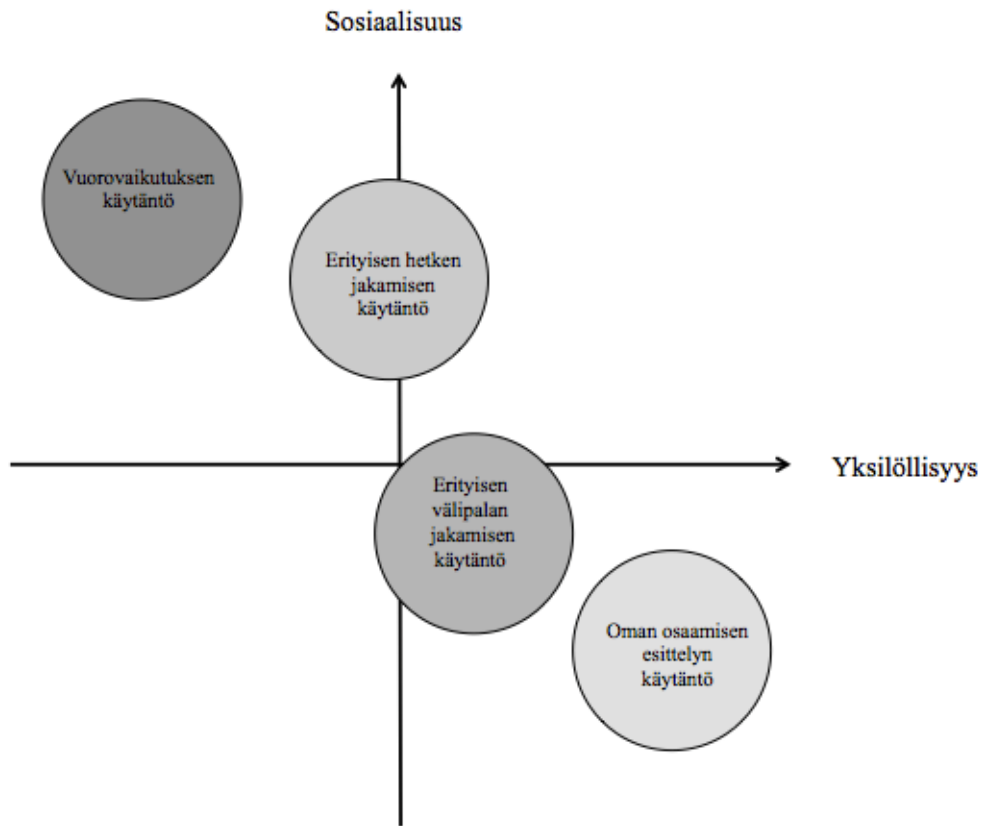 Sosiaalisuus
Vuorovaikutuksen
käytäntö
Erityisen hetken
jakamisen
käytäntö
Yksilöllisyys
Erityisen
välipalan
jakamisen
käytäntö
Oman osaamisen
esittelyn
käytäntö